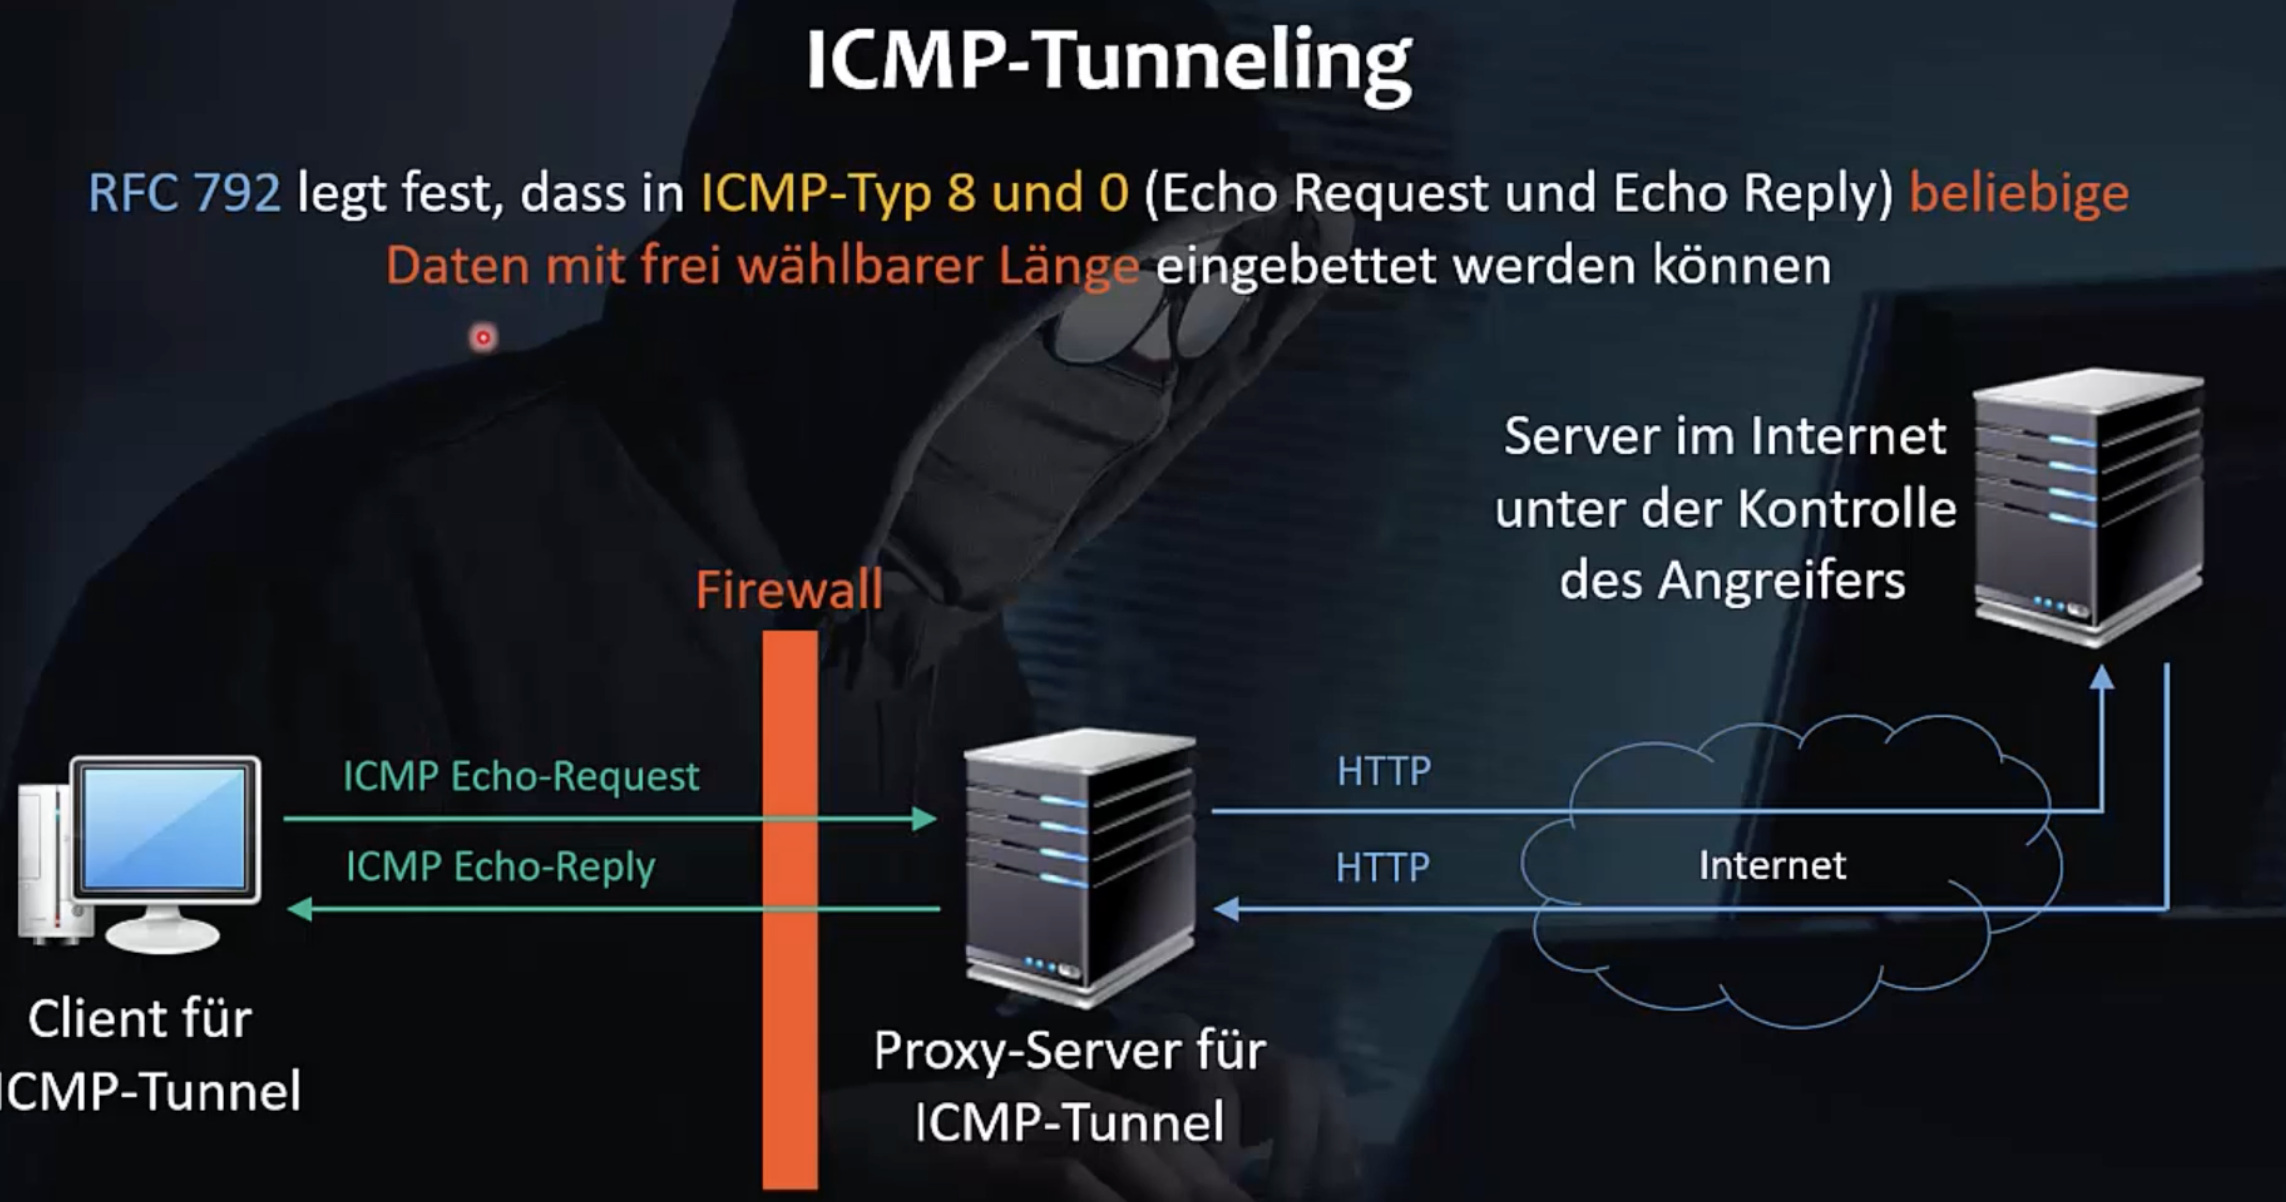 ICMP-Tunneling
RFC 792 legt fest, dass in ICMP-Typ 8 und 0 (Echo Request und Echo Reply) beliebige
Daten mit frei wählbarer Länge eingebettet werden können
Server im Internet
unter der Kontrolle
des Angreifers
Firewall
ICMP Echo-Request
ICMP Echo-Reply
HTTP
HTTP
Internet
Client für
ICMP-Tunnel
Proxy-Server für
ICMP-Tunnel